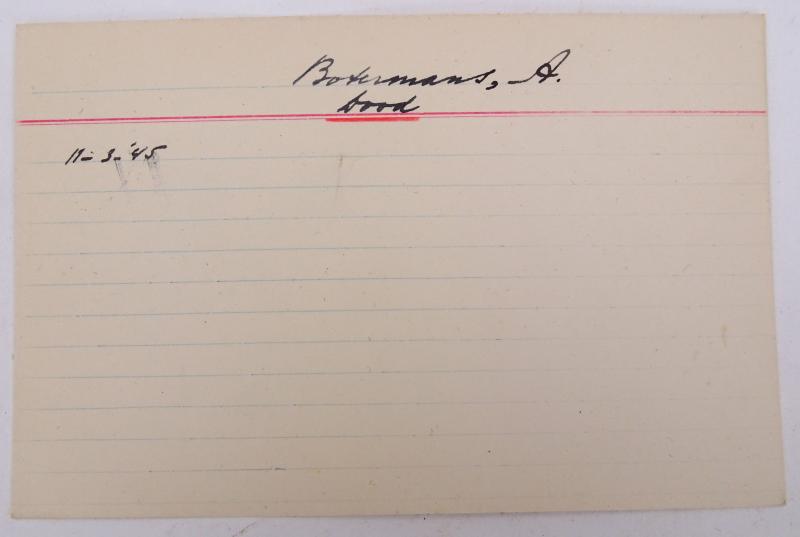 Botermans, A.
dood
11-3-'45